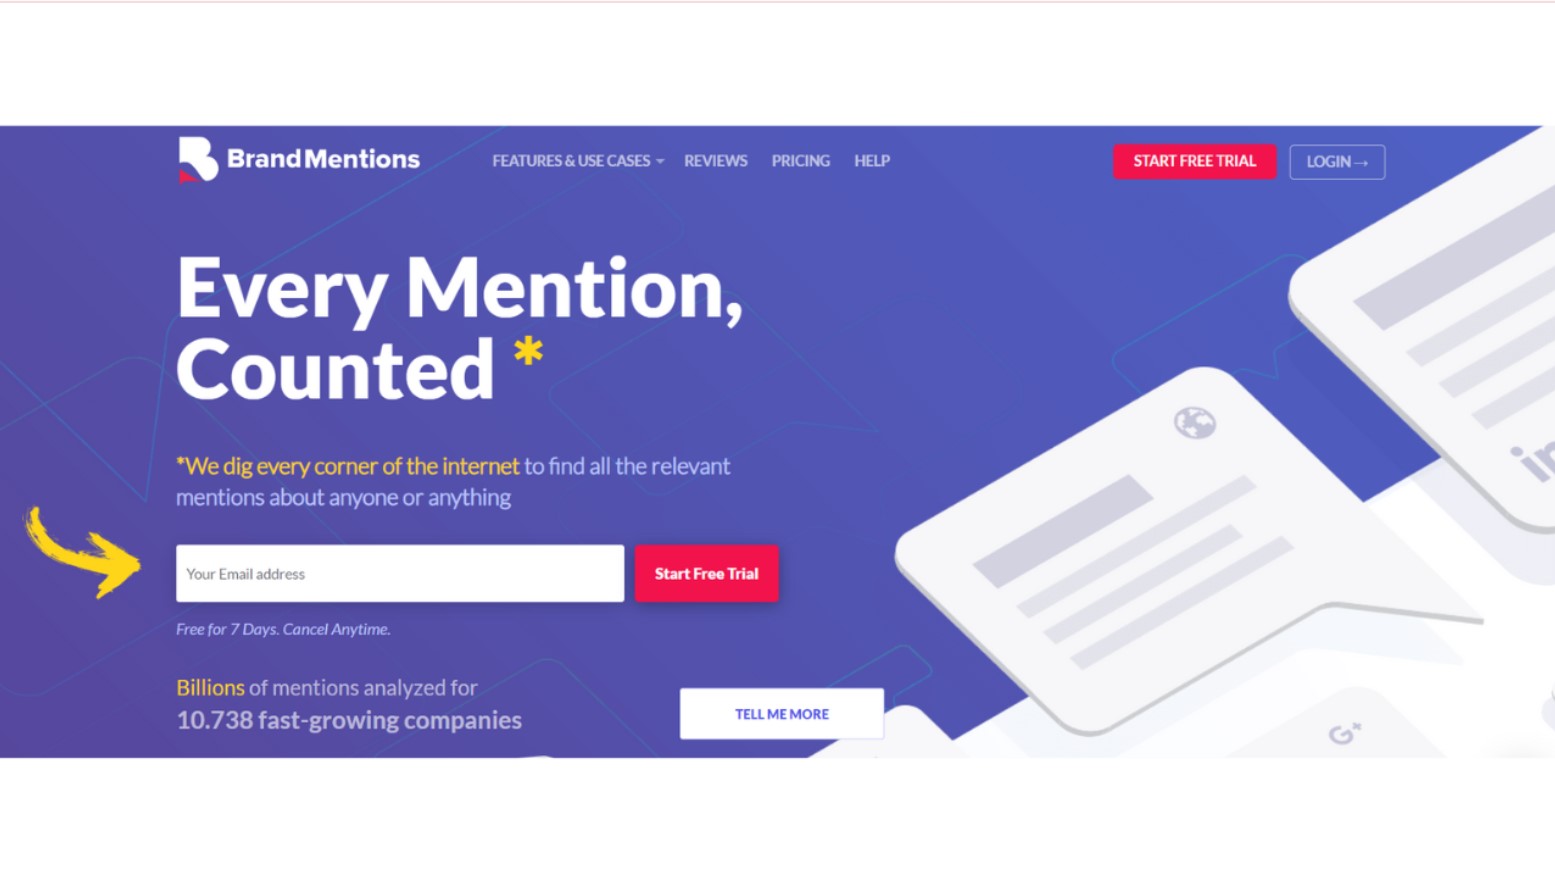 BrandMentions
FEATURES & USE CASES
REVIEWS
PRICING
HELP
START FREE TRIAL
LOGIN →
Every Mention,
Counted *
*We dig every corner of the internet to find all the relevant
mentions about anyone or anything
Your Email address
Start Free Trial
Free for 7 Days. Cancel Anytime.
Billions of mentions analyzed for
10.738 fast-growing companies
TELL ME MORE
in
G+